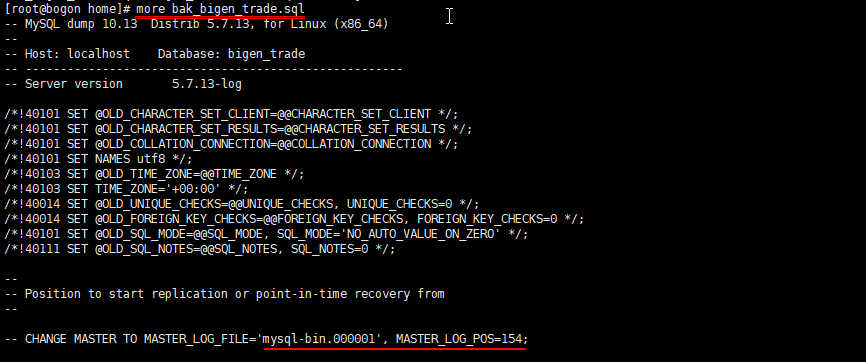 [root@bogon home]# more bak_bigen_trade.sql
-- MySQL dump 10.13  Distrib 5.7.13, for Linux (x86_64)
--
-- Host: localhost    Database: bigen_trade
-- ------------------------------------------------------
-- Server version       5.7.13-log

/*!40101 SET @OLD_CHARACTER_SET_CLIENT=@@CHARACTER_SET_CLIENT */;
/*!40101 SET @OLD_CHARACTER_SET_RESULTS=@@CHARACTER_SET_RESULTS */;
/*!40101 SET @OLD_COLLATION_CONNECTION=@@COLLATION_CONNECTION */;
/*!40101 SET NAMES utf8 */;
/*!40103 SET @OLD_TIME_ZONE=@@TIME_ZONE */;
/*!40103 SET TIME_ZONE='+00:00' */;
/*!40014 SET @OLD_UNIQUE_CHECKS=@@UNIQUE_CHECKS, UNIQUE_CHECKS=0 */;
/*!40014 SET @OLD_FOREIGN_KEY_CHECKS=@@FOREIGN_KEY_CHECKS, FOREIGN_KEY_CHECKS=0 */;
/*!40101 SET @OLD_SQL_MODE=@@SQL_MODE, SQL_MODE='NO_AUTO_VALUE_ON_ZERO' */;
/*!40111 SET @OLD_SQL_NOTES=@@SQL_NOTES, SQL_NOTES=0 */;

--
-- Position to start replication or point-in-time recovery from
--

-- CHANGE MASTER TO MASTER_LOG_FILE='mysql-bin.000001', MASTER_LOG_POS=154;